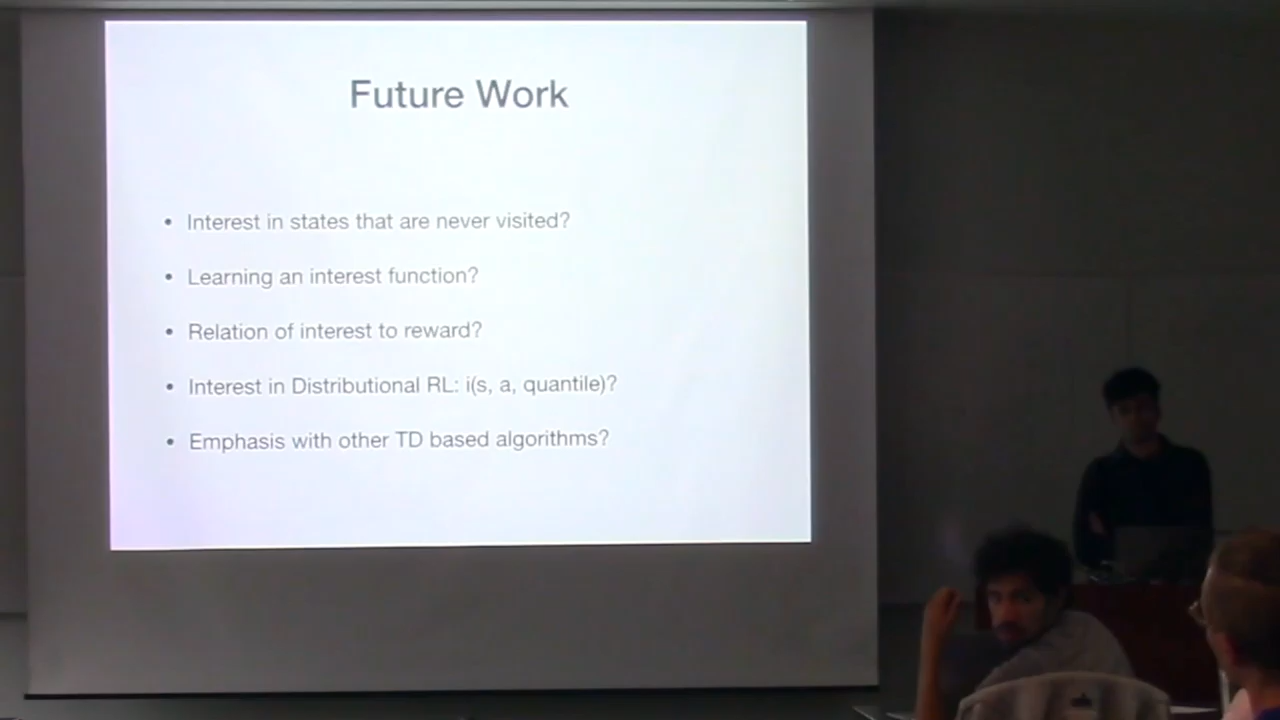 Future Work
• Interest in states that are never visited?
• Learning an interest function?
• Relation of interest to reward?
• Interest in Distributional RL: i(s, a, quantile)?
• Emphasis with other TD based algorithms?